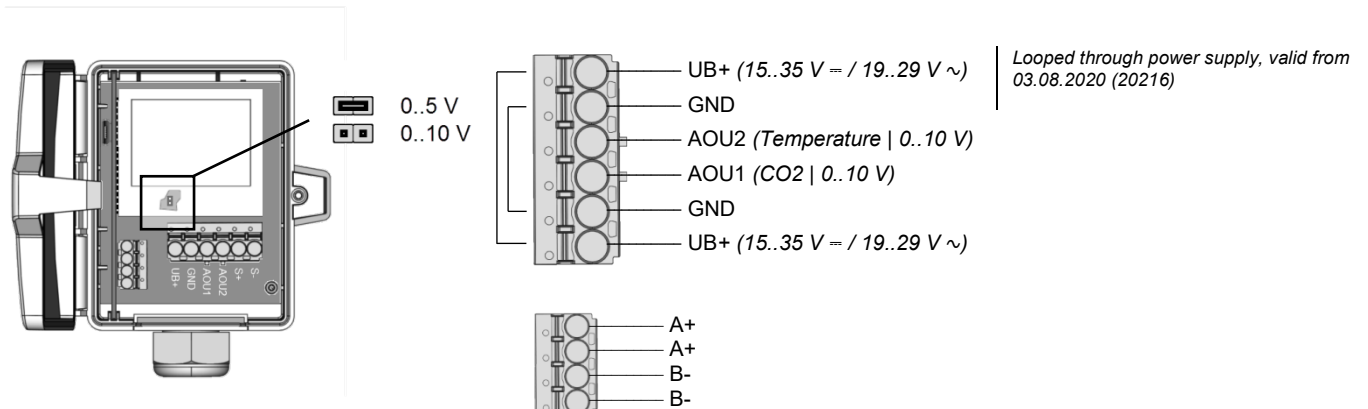 0..5 V
0..10 V
UB+
GND
AOU1
AOU2
S+
S-
UB+ (15..35 V ⎓ / 19..29 V ~)
GND
AOU2 (Temperature | 0..10 V)
AOU1 (CO2 | 0..10 V)
GND
UB+ (15..35 V ⎓ / 19..29 V ~)
Looped through power supply, valid from
03.08.2020 (20216)
A+
A+
B-
B-